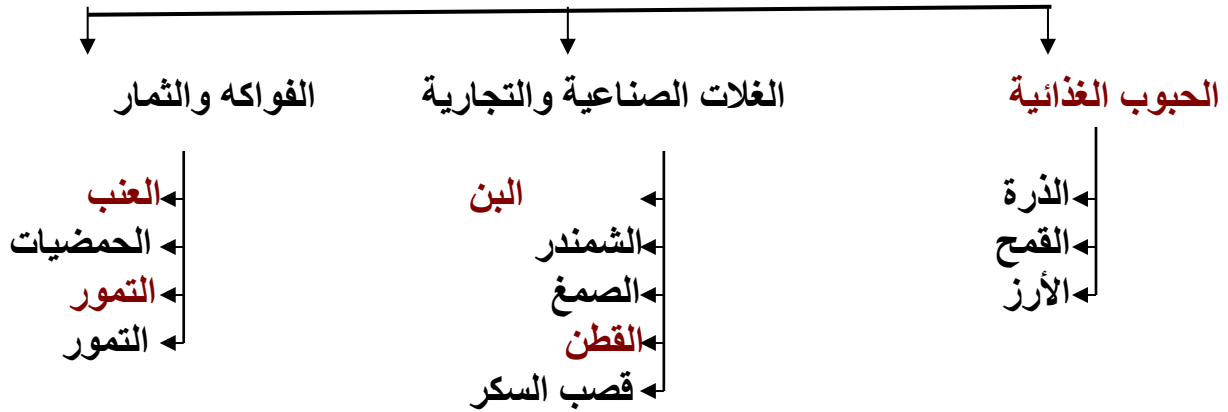 الحبوب الغذائية
الذرة
القمح
الأرز
الغلات الصناعية والتجارية
البن
الشمندر
الصمغ
القطن
قصب السكر
الفواكه والثمار
العنب
الحمضيات
التمور
التمور